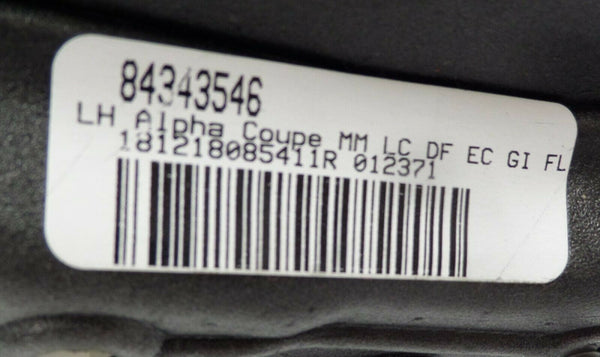 84343546
LH Alpha Coupe MM LC DF EC GI FL
181218085411R 012371